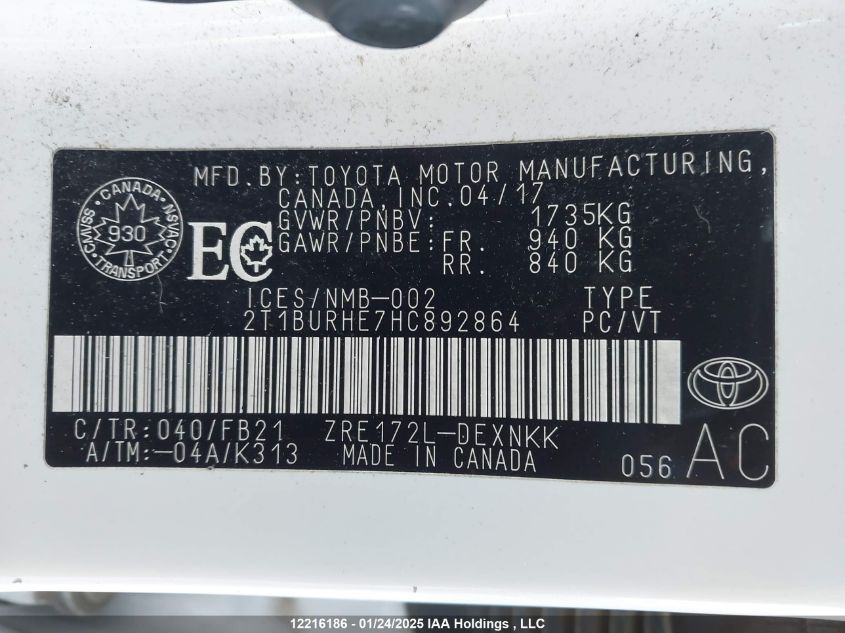 MFD. BY: TOYOTA MOTOR MANUFACTURING,
CANADA, INC. 04/17
GVWR/PNBV: 1735KG
GAWR/PNBE: FR. 940 KG
RR. 840 KG
CANADA
CMVSS NSVAC
930
TRANSPORT
EC
ICES/NMB-002 TYPE
2T1BURHE7HC892864 PC/VT
C/TR: 040/FB21 ZRE172L-DEXNKK
A/TM: -04A/K313 MADE IN CANADA
056 AC
12216186 - 01/24/2025 IAA Holdings, LLC